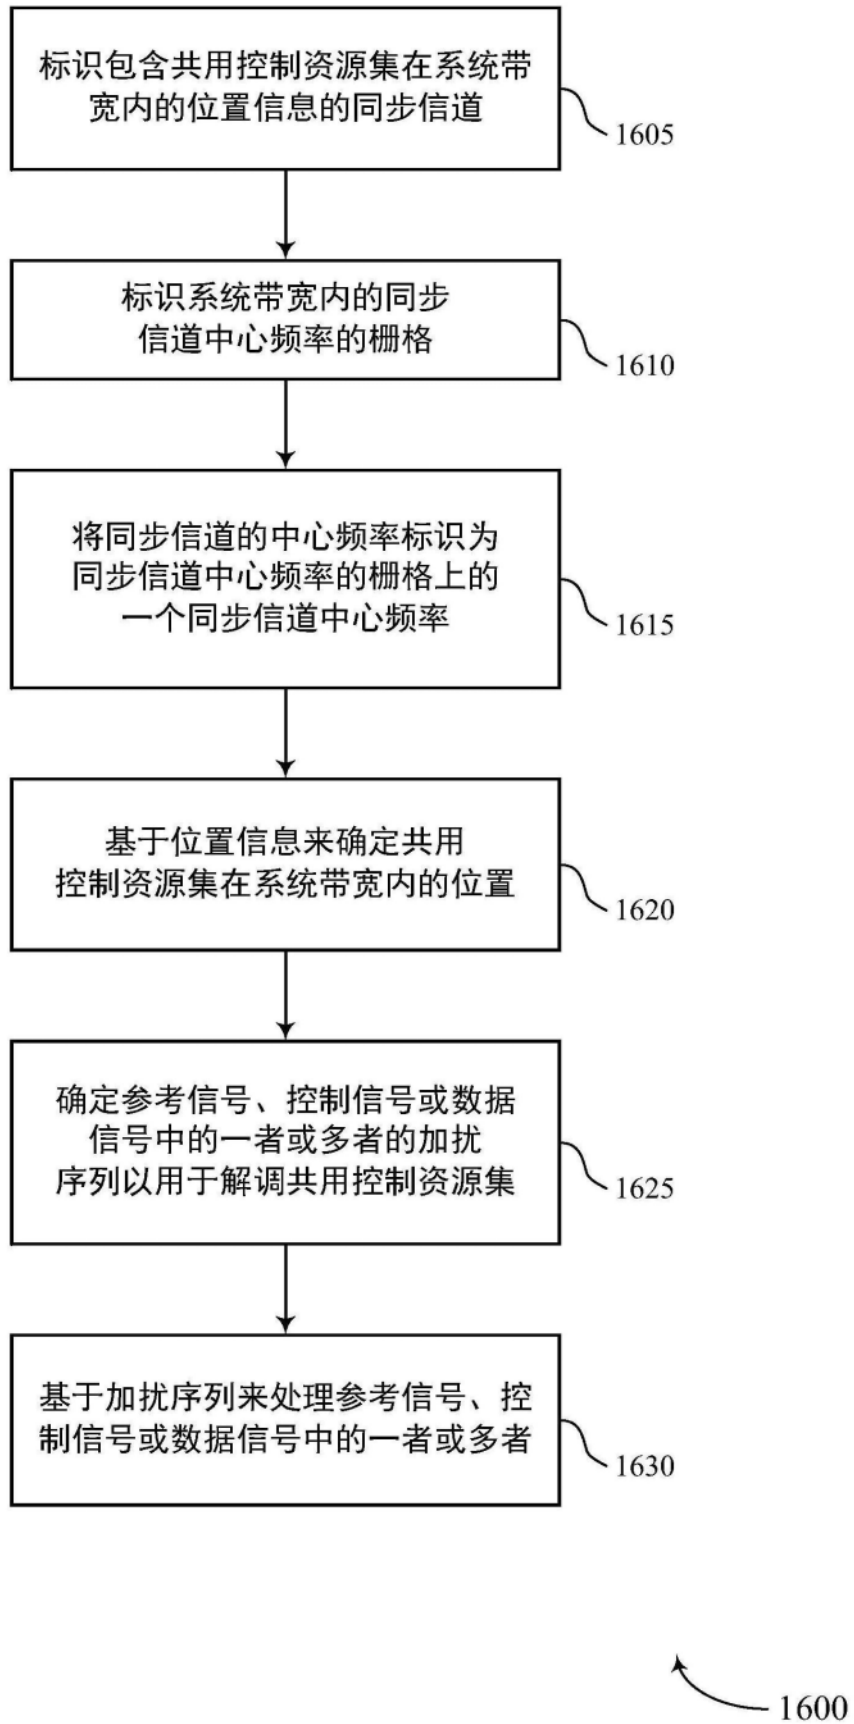 标识包含共用控制资源集在系统带
宽内的位置信息的同步信道
1605
标识系统带宽内的同步
信道中心频率的栅格
1610
将同步信道的中心频率标识为
同步信道中心频率的栅格上的
一个同步信道中心频率
1615
基于位置信息来确定共用
控制资源集在系统带宽内的位置
1620
确定参考信号、控制信号或数据
信号中的一者或多者的加扰
序列以用于解调共用控制资源集
1625
基于加扰序列来处理参考信号、控
制信号或数据信号中的一者或多者
1630
1600